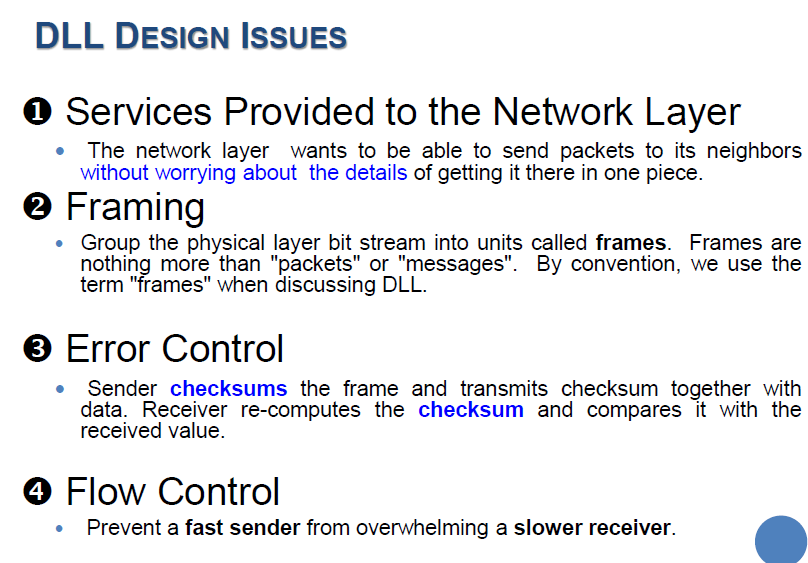 DLL DESIGN ISSUES
❶ Services Provided to the Network Layer
• The network layer wants to be able to send packets to its neighbors
without worrying about the details of getting it there in one piece.
❷ Framing
• Group the physical layer bit stream into units called frames. Frames are
nothing more than "packets" or "messages". By convention, we use the
term "frames" when discussing DLL.
❸ Error Control
• Sender checksums the frame and transmits checksum together with
data. Receiver re-computes the checksum and compares it with the
received value.
❹ Flow Control
• Prevent a fast sender from overwhelming a slower receiver.